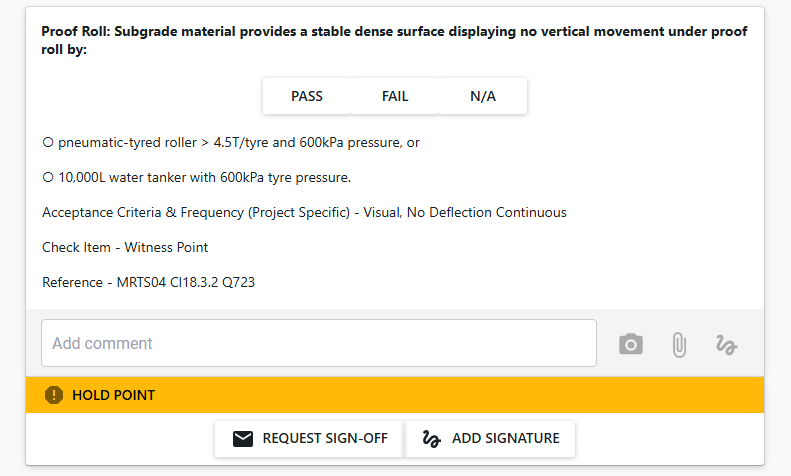 Proof Roll: Subgrade material provides a stable dense surface displaying no vertical movement under proof
roll by:
PASS FAIL N/A
O pneumatic-tyred roller > 4.5T/tyre and 600kPa pressure, or
O 10,000L water tanker with 600kPa tyre pressure.
Acceptance Criteria & Frequency (Project Specific) - Visual, No Deflection Continuous
Check Item - Witness Point
Reference - MRTS04 Cl18.3.2 Q723
Add comment
HOLD POINT
REQUEST SIGN-OFF ADD SIGNATURE